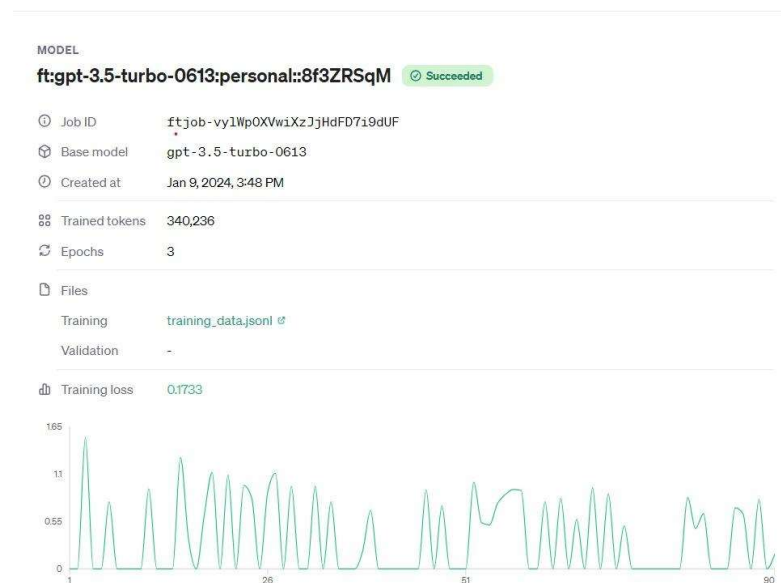 MODEL
ft:gpt-3.5-turbo-0613:personal::8f3ZRSqM Succeeded
Job ID ftjob-vylWpOXVwiXzJjHdFD7i9dUF
Base model gpt-3.5-turbo-0613
Created at Jan 9, 2024, 3:48 PM
Trained tokens 340,236
Epochs 3
Files
Training training_data.jsonl
Validation -
Training loss 0.1733
1.65
1.1
0.55
0
1 26 51 90